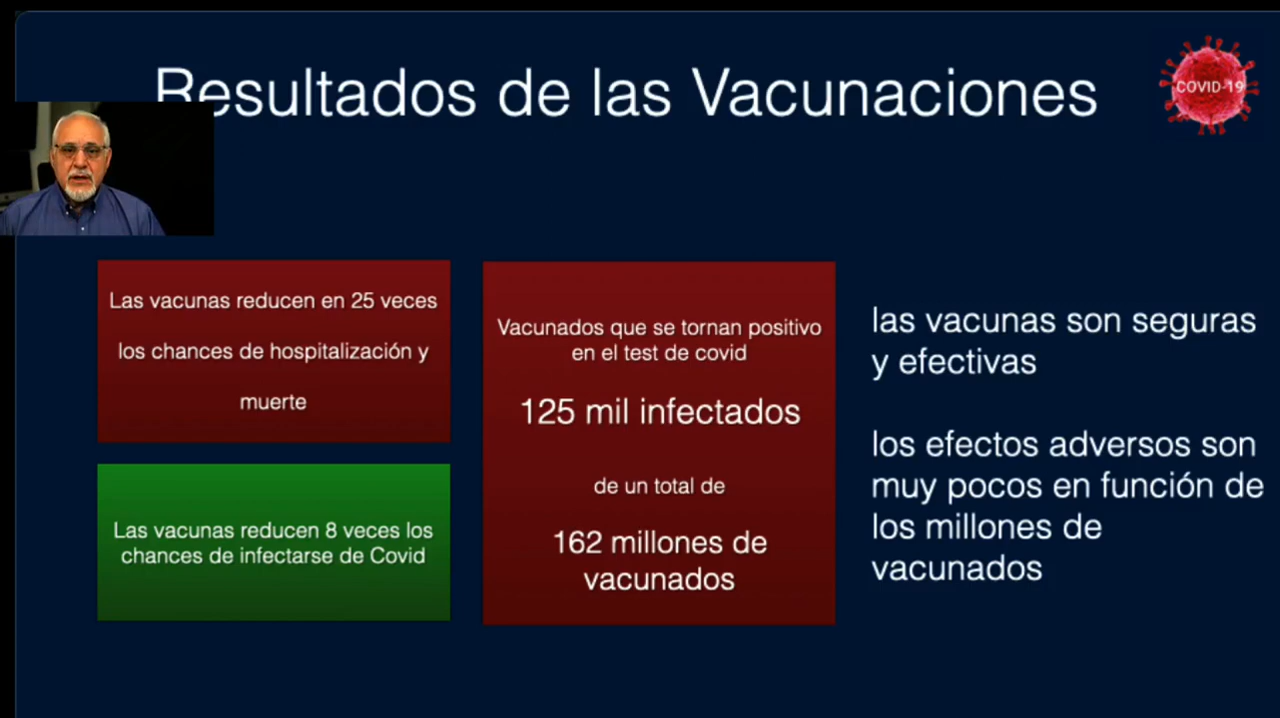 Resultados de las Vacunaciones
COVID-19
Las vacunas reducen en 25 veces
los chances de hospitalización y
muerte
Las vacunas reducen 8 veces los
chances de infectarse de Covid
Vacunados que se tornan positivo
en el test de covid
125 mil infectados
de un total de
162 millones de
vacunados
las vacunas son seguras
y efectivas
los efectos adversos son
muy pocos en función de
los millones de
vacunados